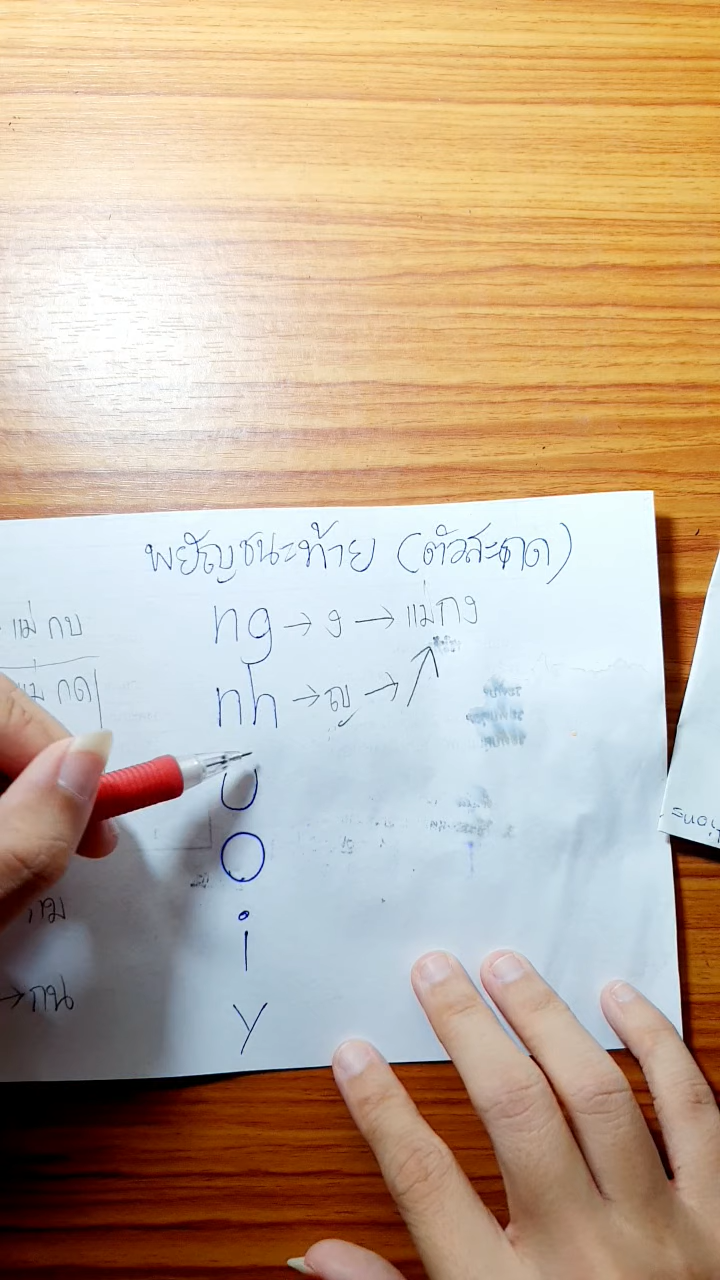 พยัญชนะท้าย (ตัวสะกด)
แม่ กบ
ng → ง → แม่กง
แม่ กด
nh → ญ →
u
o
i
→ กน
y